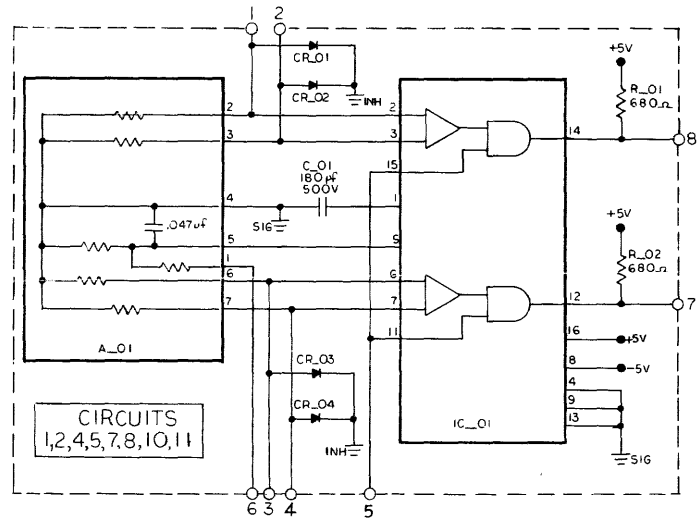 1 2
CR_01
CR_02
INH
+5V
R_01
680Ω
2
3
2
3
14
8
15
C_01
180pf
500V
4
1
SIG
.047uf
5
5
+5V
R_02
680Ω
1
6
6
7
7
12
7
11
16
+5V
8
-5V
4
9
13
SIG
A_01
CR_03
CR_04
INH
IC_01
CIRCUITS
1,2,4,5,7,8,10,11
6 3 4 5